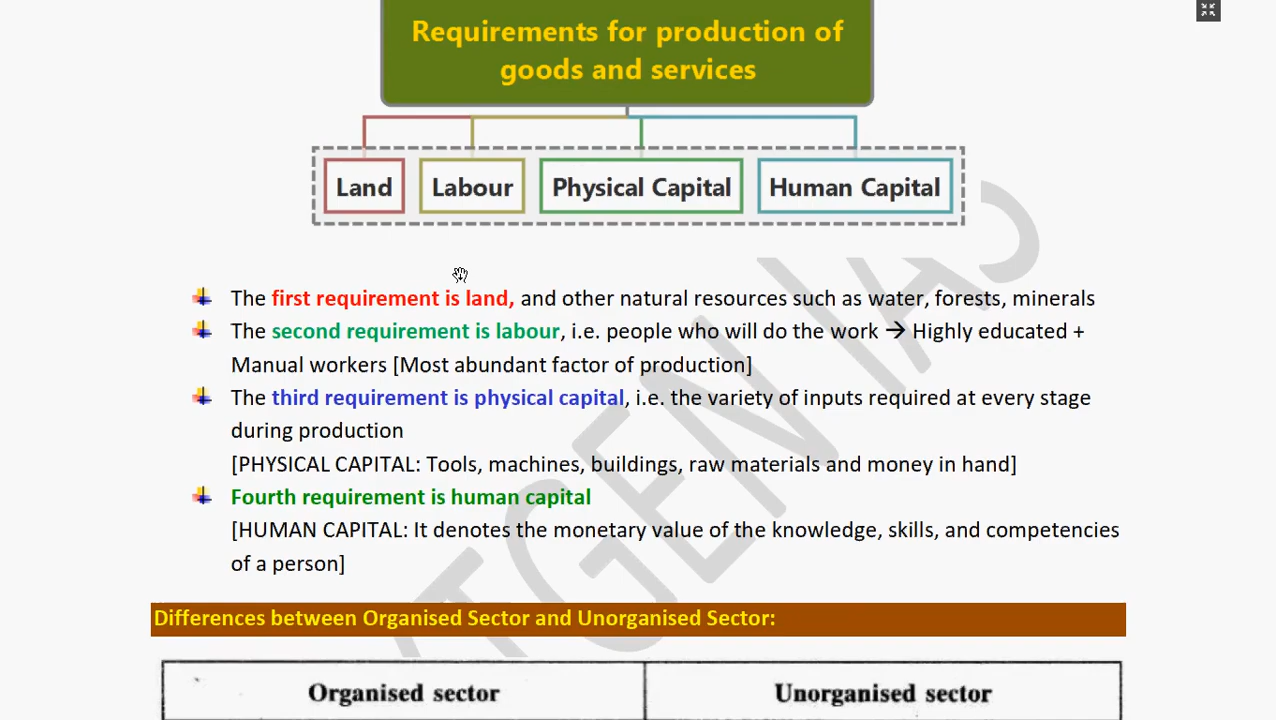 Requirements for production of
goods and services
Land
Labour
Physical Capital
Human Capital
The first requirement is land, and other natural resources such as water, forests, minerals
The second requirement is labour, i.e. people who will do the work → Highly educated +
Manual workers [Most abundant factor of production]
The third requirement is physical capital, i.e. the variety of inputs required at every stage
during production
[PHYSICAL CAPITAL: Tools, machines, buildings, raw materials and money in hand]
Fourth requirement is human capital
[HUMAN CAPITAL: It denotes the monetary value of the knowledge, skills, and competencies
of a person]
Differences between Organised Sector and Unorganised Sector:
Organised sector
Unorganised sector